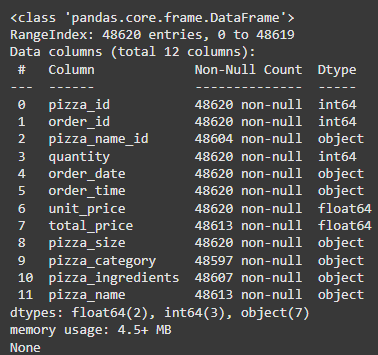 <class 'pandas.core.frame.DataFrame'>
RangeIndex: 48620 entries, 0 to 48619
Data columns (total 12 columns):
 #   Column             Non-Null Count  Dtype
---  ------             --------------  -----
 0   pizza_id           48620 non-null  int64
 1   order_id           48620 non-null  int64
 2   pizza_name_id      48604 non-null  object
 3   quantity           48620 non-null  int64
 4   order_date         48620 non-null  object
 5   order_time         48620 non-null  object
 6   unit_price         48620 non-null  float64
 7   total_price        48613 non-null  float64
 8   pizza_size         48620 non-null  object
 9   pizza_category     48597 non-null  object
 10  pizza_ingredients  48607 non-null  object
 11  pizza_name         48613 non-null  object
dtypes: float64(2), int64(3), object(7)
memory usage: 4.5+ MB
None